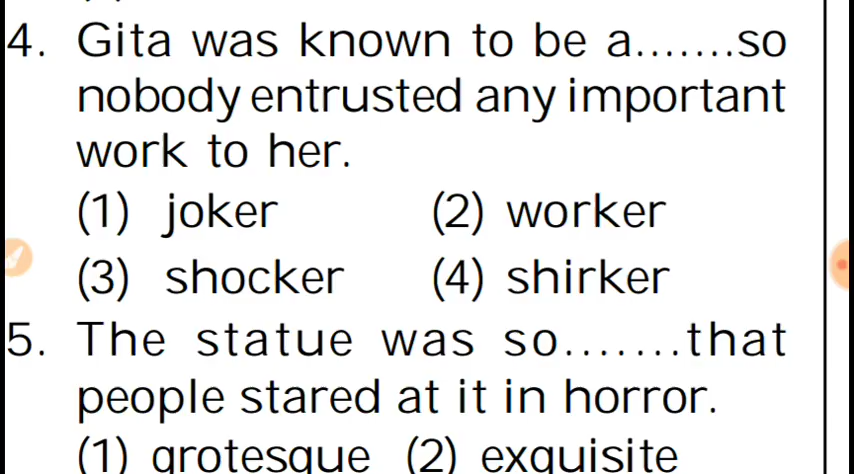 4. Gita was known to be a.......so
nobody entrusted any important
work to her.
(1) joker (2) worker
(3) shocker (4) shirker
5. The statue was so.......that
people stared at it in horror.
(1) grotesque (2) exquisite